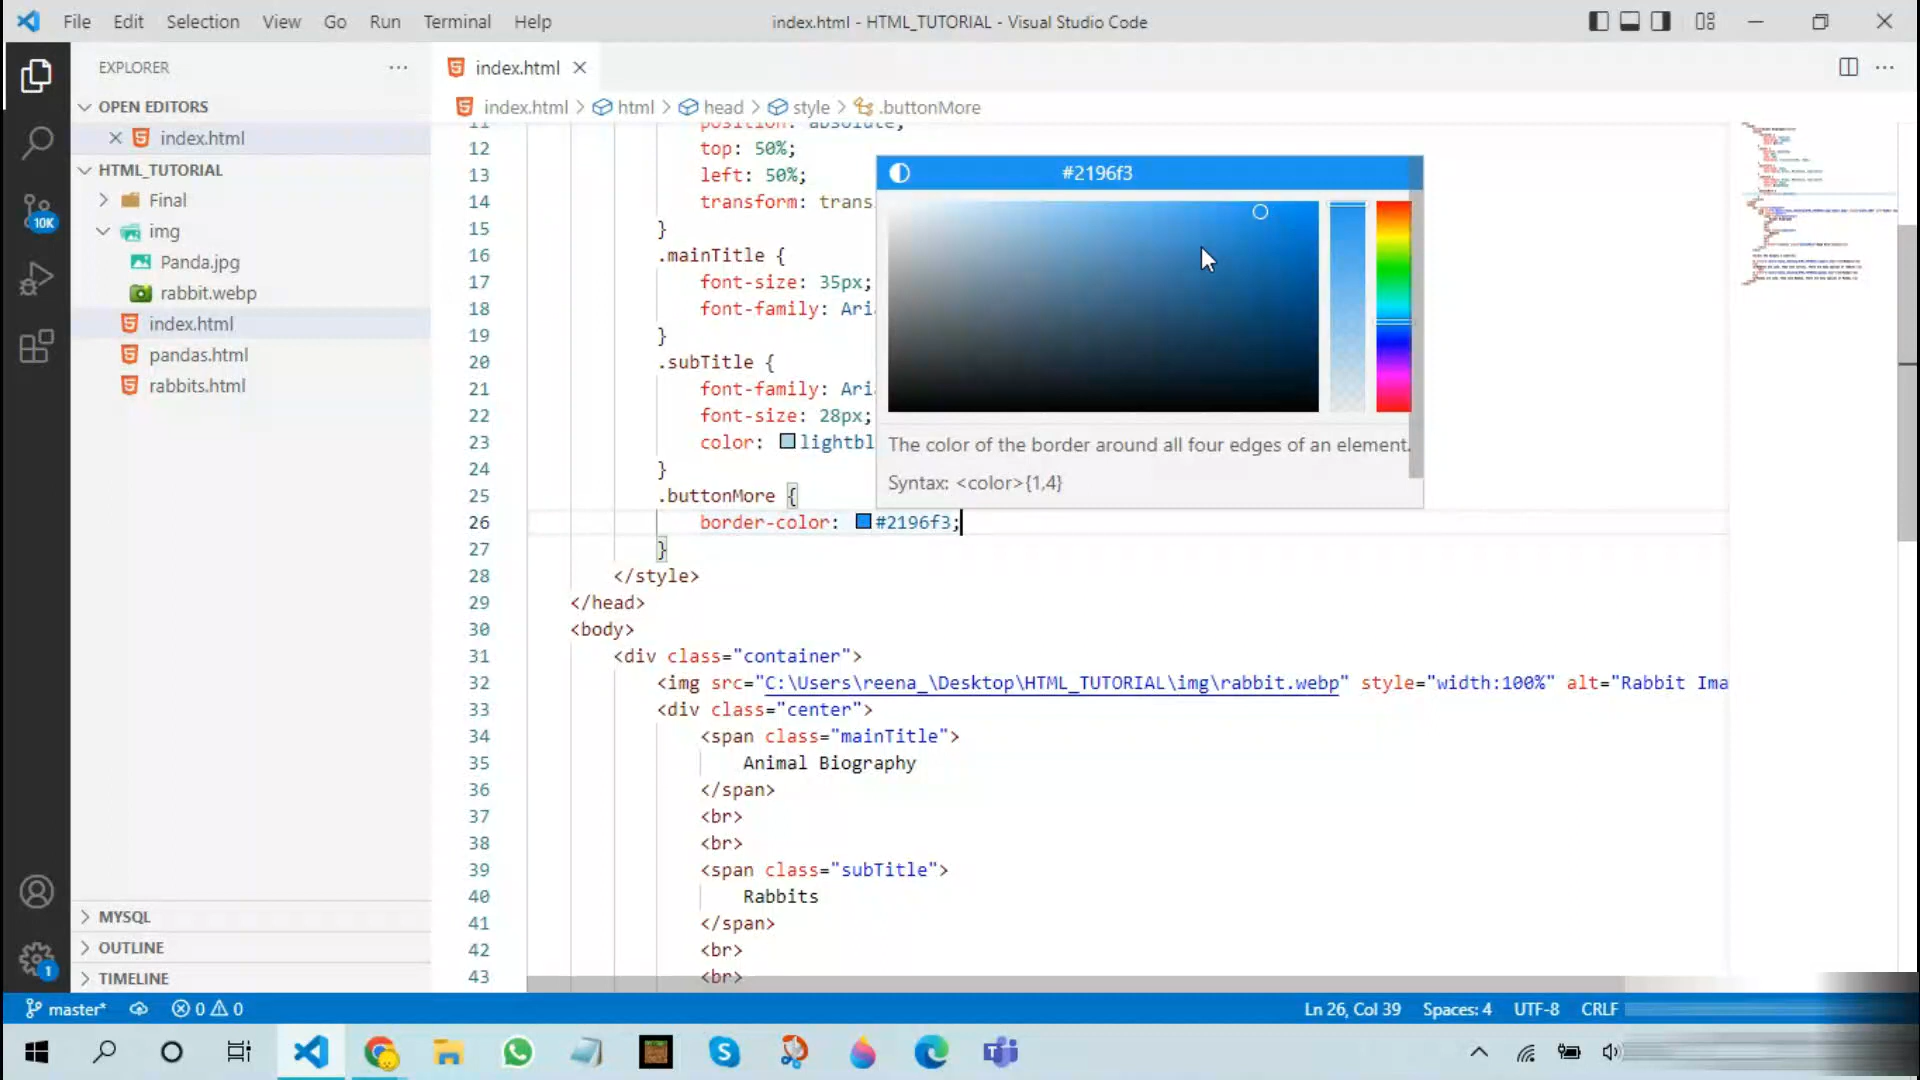 File Edit Selection View Go Run Terminal Help index.html - HTML_TUTORIAL - Visual Studio Code
EXPLORER
OPEN EDITORS
index.html
HTML_TUTORIAL
Final
img
Panda.jpg
rabbit.webp
index.html
pandas.html
rabbits.html
MYSQL
OUTLINE
TIMELINE
10K
1
index.html
index.html > html > head > style > .buttonMore
11 position: absolute;
12 top: 50%;
13 left: 50%;
14 transform: trans
15 }
16 .mainTitle {
17 font-size: 35px;
18 font-family: Ari
19 }
20 .subTitle {
21 font-family: Ari
22 font-size: 28px;
23 color: lightbl
24 }
25 .buttonMore {
26 border-color: #2196f3;
27 }
28 </style>
29 </head>
30 <body>
31 <div class="container">
32 <img src="C:\Users\reena_\Desktop\HTML_TUTORIAL\img\rabbit.webp" style="width:100%" alt="Rabbit Ima
33 <div class="center">
34 <span class="mainTitle">
35 Animal Biography
36 </span>
37 <br>
38 <br>
39 <span class="subTitle">
40 Rabbits
41 </span>
42 <br>
43 <br>
#2196f3
The color of the border around all four edges of an element.
Syntax: <color>{1,4}
master* 0 0 Ln 26, Col 39 Spaces: 4 UTF-8 CRLF